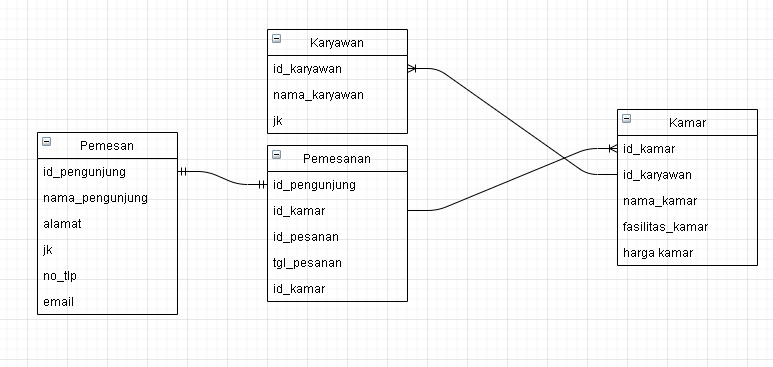 Karyawan
id_karyawan
nama_karyawan
jk
Pemesan
id_pengunjung
nama_pengunjung
alamat
jk
no_tlp
email
Pemesanan
id_pengunjung
id_kamar
id_pesanan
tgl_pesanan
id_kamar
Kamar
id_kamar
id_karyawan
nama_kamar
fasilitas_kamar
harga kamar